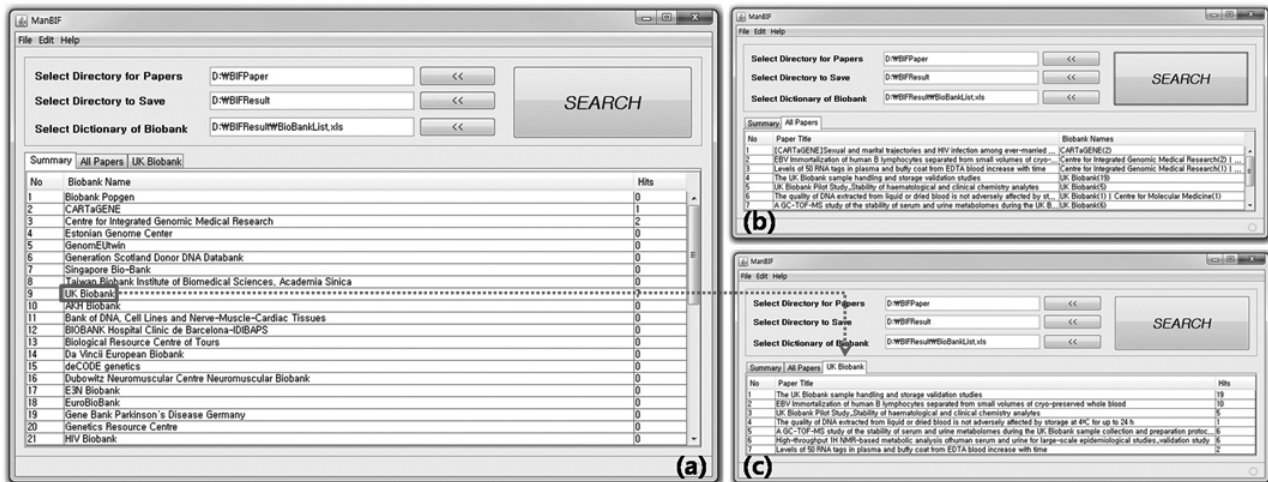 ManBIF
File Edit Help
Select Directory for Papers D:₩BIFPaper <<
Select Directory to Save D:₩BIFResult <<
Select Dictionary of Biobank D:₩BIFResult₩BioBankList,xls <<
SEARCH
Summary All Papers UK Biobank
No Biobank Name Hits
1 Biobank Popgen 0
2 CARTaGENE 1
3 Centre for Integrated Genomic Medical Research 2
4 Estonian Genome Center 0
5 GenomEUtwin 0
6 Generation Scotland Donor DNA Databank 0
7 Singapore Bio-Bank 0
8 Taiwan Biobank Institute of Biomedical Sciences, Academia Sinica 0
9 UK Biobank 7
10 AKH Biobank 0
11 Bank of DNA, Cell Lines and Nerve-Muscle-Cardiac Tissues 0
12 BIOBANK Hospital Clinic de Barcelona-IDIBAPS 0
13 Biological Resource Centre of Tours 0
14 Da Vincii European Biobank 0
15 deCODE genetics 0
16 Dubowitz Neuromuscular Centre Neuromuscular Biobank 0
17 E3N Biobank 0
18 EuroBioBank 0
19 Gene Bank Parkinson's Disease Germany 0
20 Genetics Resource Centre 0
21 HIV Biobank 0
(a)
ManBIF
File Edit Help
Select Directory for Papers D:₩BIFPaper <<
Select Directory to Save D:₩BIFResult <<
Select Dictionary of Biobank D:₩BIFResult₩BioBankList,xls <<
SEARCH
Summary All Papers
No Paper Title Biobank Names
1 [CARTaGENE]Sexual and marital trajectories and HIV infection among ever-married ... CARTaGENE(2)
2 EBV Immortalization of human B lymphocytes separated from small volumes of cryo-... Centre for Integrated Genomic Medical Research(2) | ...
3 Levels of 50 RNA tags in plasma and buffy coat from EDTA blood increase with time Centre for Integrated Genomic Medical Research(1) | ...
4 The UK Biobank sample handling and storage validation studies UK Biobank(19)
5 UK Biobank Pilot Study_Stability of haematological and clinical chemistry analytes UK Biobank(5)
6 The quality of DNA extracted from liquid or dried blood is not adversely affected by st... UK Biobank(1) | Centre for Molecular Medicine(1)
7 A GC-TOF-MS study of the stability of serum and urine metabolomes during the UK B... UK Biobank(6)
(b)
ManBIF
File Edit Help
Select Directory for Papers D:₩BIFPaper <<
Select Directory to Save D:₩BIFResult <<
Select Dictionary of Biobank D:₩BIFResult₩BioBankList,xls <<
SEARCH
Summary All Papers UK Biobank
No Paper Title Hits
1 The UK Biobank sample handling and storage validation studies 19
2 EBV Immortalization of human B lymphocytes separated from small volumes of cryo-preserved whole blood 10
3 UK Biobank Pilot Study_Stability of haematological and clinical chemistry analytes 5
4 The quality of DNA extracted from liquid or dried blood is not adversely affected by storage at 4ºC for up to 24 h 1
5 A GC-TOF-MS study of the stability of serum and urine metabolomes during the UK Biobank sample collection and preparation protoc... 6
6 High-throughput 1H NMR-based metabolic analysis ofhuman serum and urine for large-scale epidemiological studies_validation study 6
7 Levels of 50 RNA tags in plasma and buffy coat from EDTA blood increase with time 2
(c)